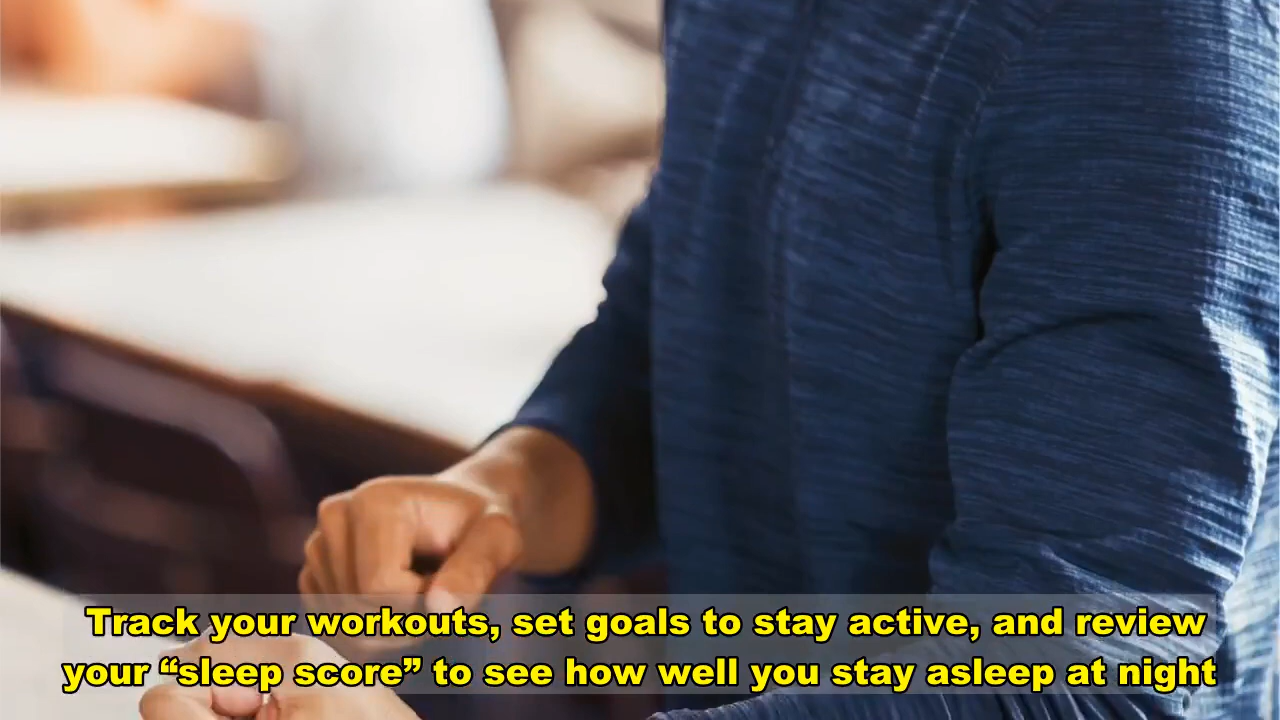 Track your workouts, set goals to stay active, and review
your “sleep score” to see how well you stay asleep at night